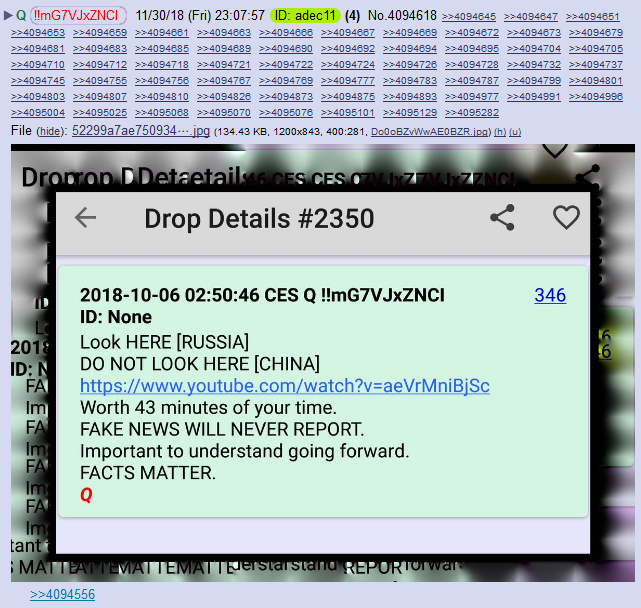 Q !!mG7VJxZNCI 11/30/18 (Fri) 23:07:57 ID: adec11 (4) No.4094618 >>4094645 >>4094647 >>4094651
>>4094653 >>4094659 >>4094661 >>4094663 >>4094666 >>4094667 >>4094669 >>4094672 >>4094673 >>4094679
>>4094681 >>4094683 >>4094685 >>4094689 >>4094690 >>4094692 >>4094694 >>4094695 >>4094704 >>4094705
>>4094710 >>4094712 >>4094718 >>4094721 >>4094722 >>4094724 >>4094726 >>4094728 >>4094732 >>4094737
>>4094745 >>4094755 >>4094756 >>4094767 >>4094769 >>4094777 >>4094783 >>4094787 >>4094799 >>4094801
>>4094803 >>4094807 >>4094810 >>4094826 >>4094873 >>4094875 >>4094893 >>4094977 >>4094991 >>4094996
>>4095004 >>4095025 >>4095068 >>4095070 >>4095076 >>4095101 >>4095129 >>4095282
File (hide): 52299a7ae750934⋯.jpg (134.43 KB, 1200x843, 400:281, Do0oBZvWwAE0BZR.jpg) (h) (u)
Drop Details #2350
2018-10-06 02:50:46 CES Q !!mG7VJxZNCI 346
ID: None
Look HERE [RUSSIA]
DO NOT LOOK HERE [CHINA]
https://www.youtube.com/watch?v=aeVrMniBjSc
Worth 43 minutes of your time.
FAKE NEWS WILL NEVER REPORT.
Important to understand going forward.
FACTS MATTER.
Q
>>4094556